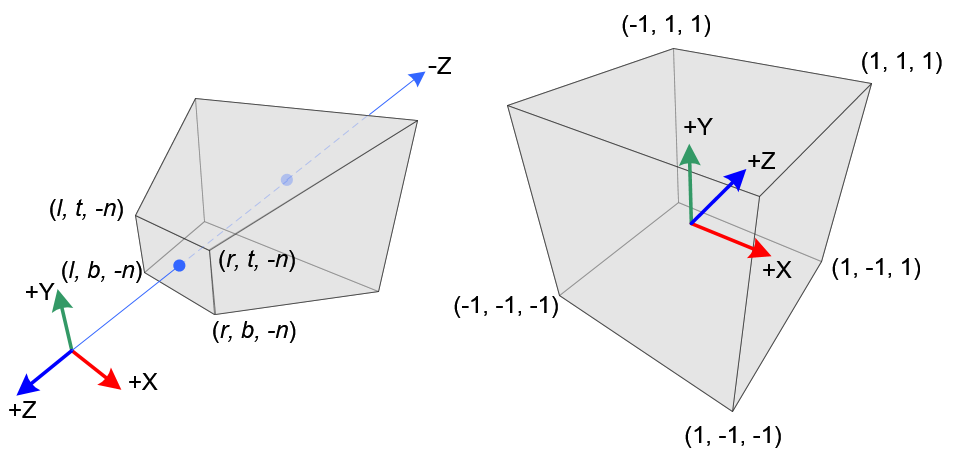 -Z
(l, t, -n)
(l, b, -n)
(r, t, -n)
(r, b, -n)
+Y
+X
+Z
(-1, 1, 1)
(1, 1, 1)
+Y
+Z
+X
(1, -1, 1)
(-1, -1, -1)
(1, -1, -1)